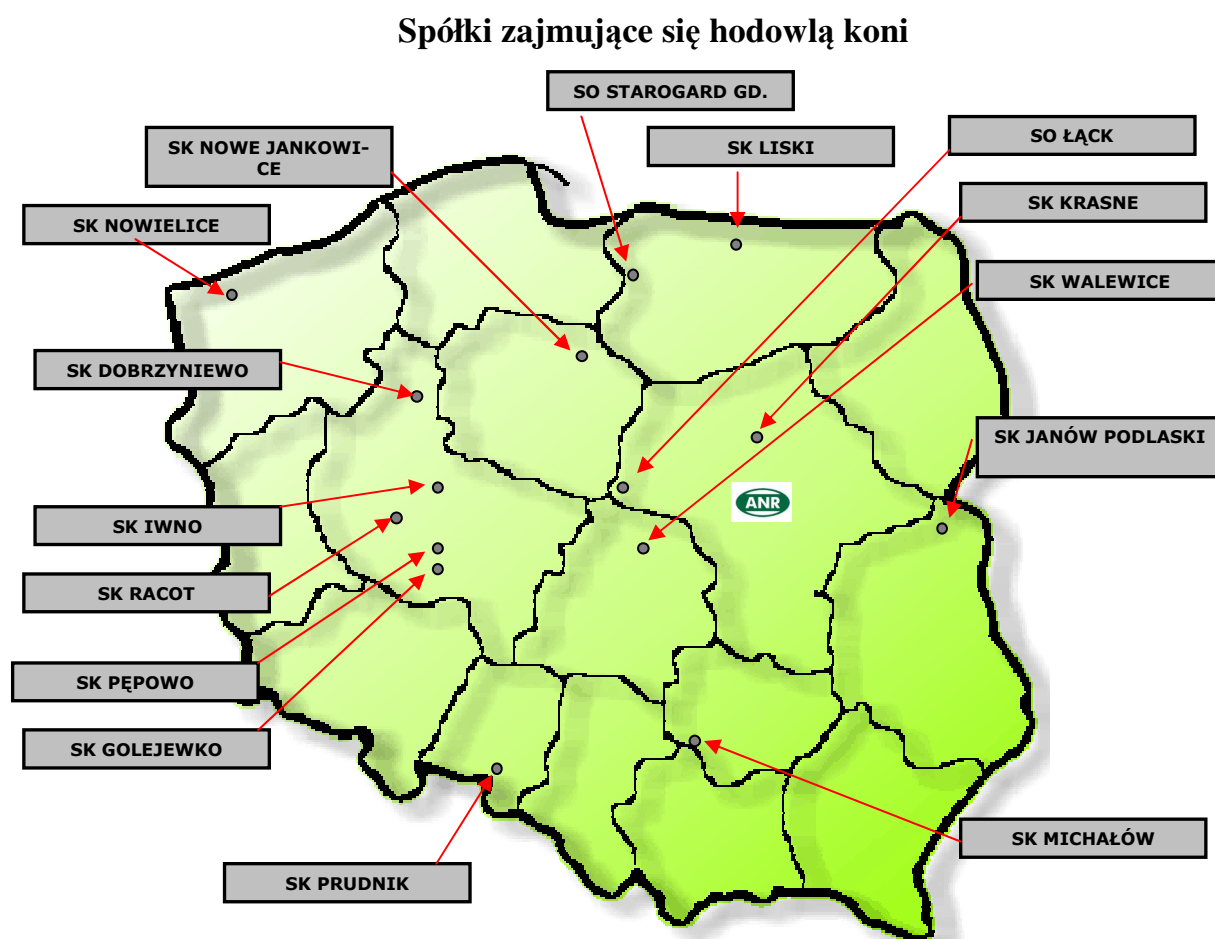 Spółki zajmujące się hodowlą koni
SO STAROGARD GD.
SK NOWE JANKOWI-
CE
SK LISKI
SO ŁĄCK
SK KRASNE
SK NOWIELICE
SK WALEWICE
SK DOBRZYNIEWO
SK JANÓW PODLASKI
ANR
SK IWNO
SK RACOT
SK PĘPOWO
SK GOLEJEWKO
SK MICHAŁÓW
SK PRUDNIK